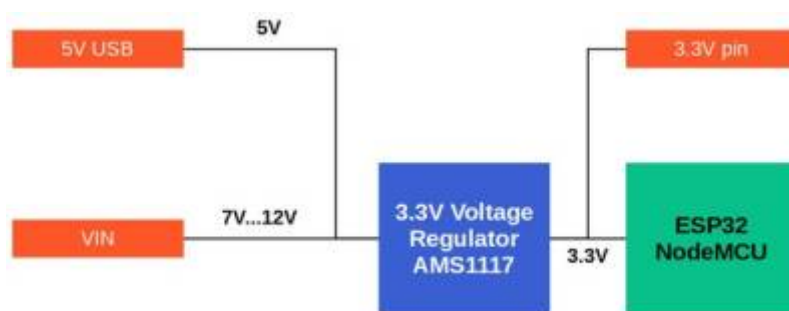 5V USB
5V
3.3V pin
VIN
7V...12V
3.3V Voltage
Regulator
AMS1117
3.3V
ESP32
NodeMCU